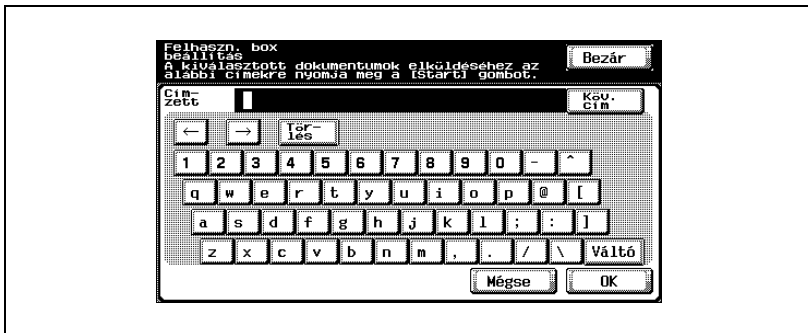 Felhaszn. box
beállítás
A kiválasztott dokumentumok elküldéséhez az
alábbi címekre nyomja meg a [Start] gombot.
Bezár
Cím-
zett
Köv.
cím
← → Tör-
lés
1 2 3 4 5 6 7 8 9 0 - ^
q w e r t y u i o p @ [
a s d f g h j k l ; : ]
z x c v b n m , . / \ Váltó
Mégse OK